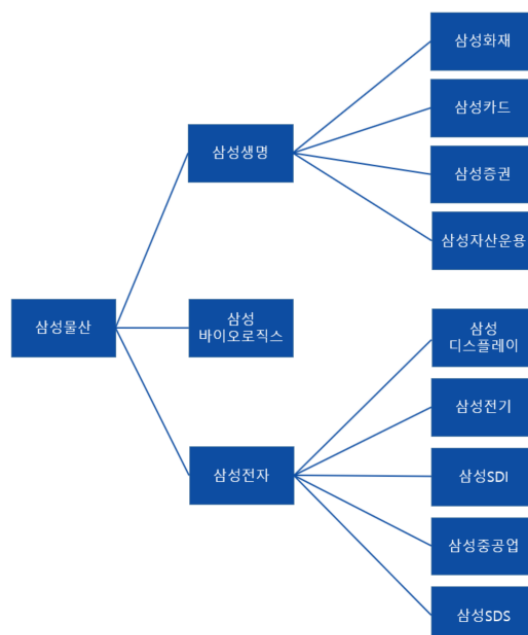 삼성화재
삼성카드
삼성생명
삼성증권
삼성자산운용
삼성물산
삼성
바이오로직스
삼성
디스플레이
삼성전기
삼성전자
삼성SDI
삼성중공업
삼성SDS